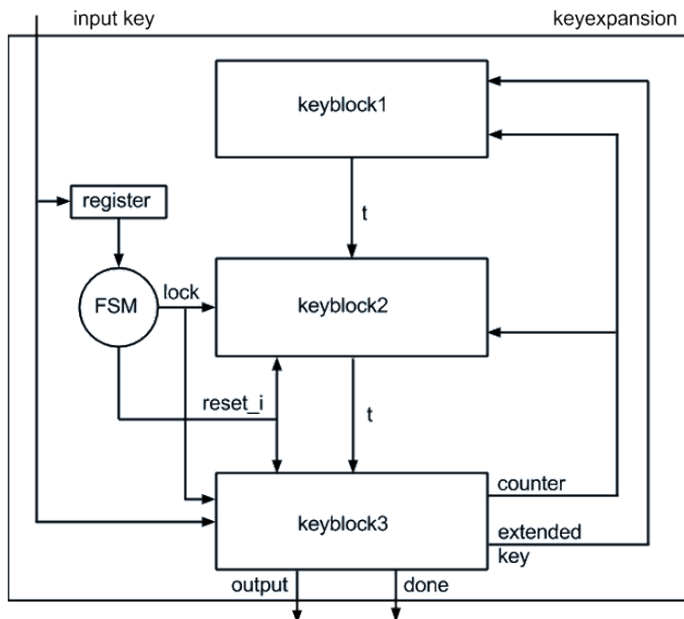 input key
keyexpansion
keyblock1
register
t
lock
FSM
keyblock2
reset_i
t
counter
keyblock3
extended
key
output
done